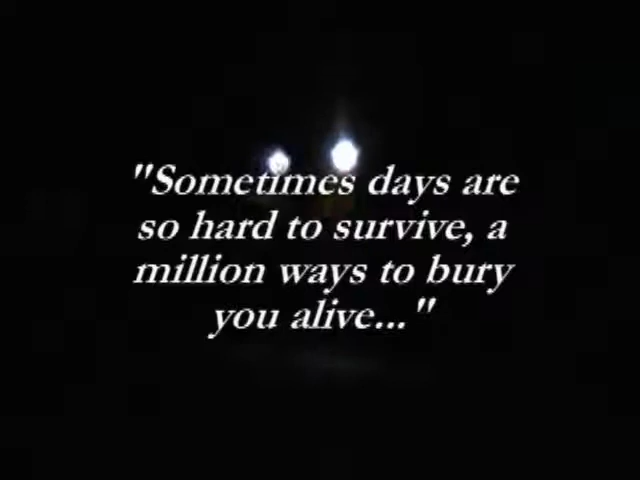 "Sometimes days are
so hard to survive, a
million ways to bury
you alive..."